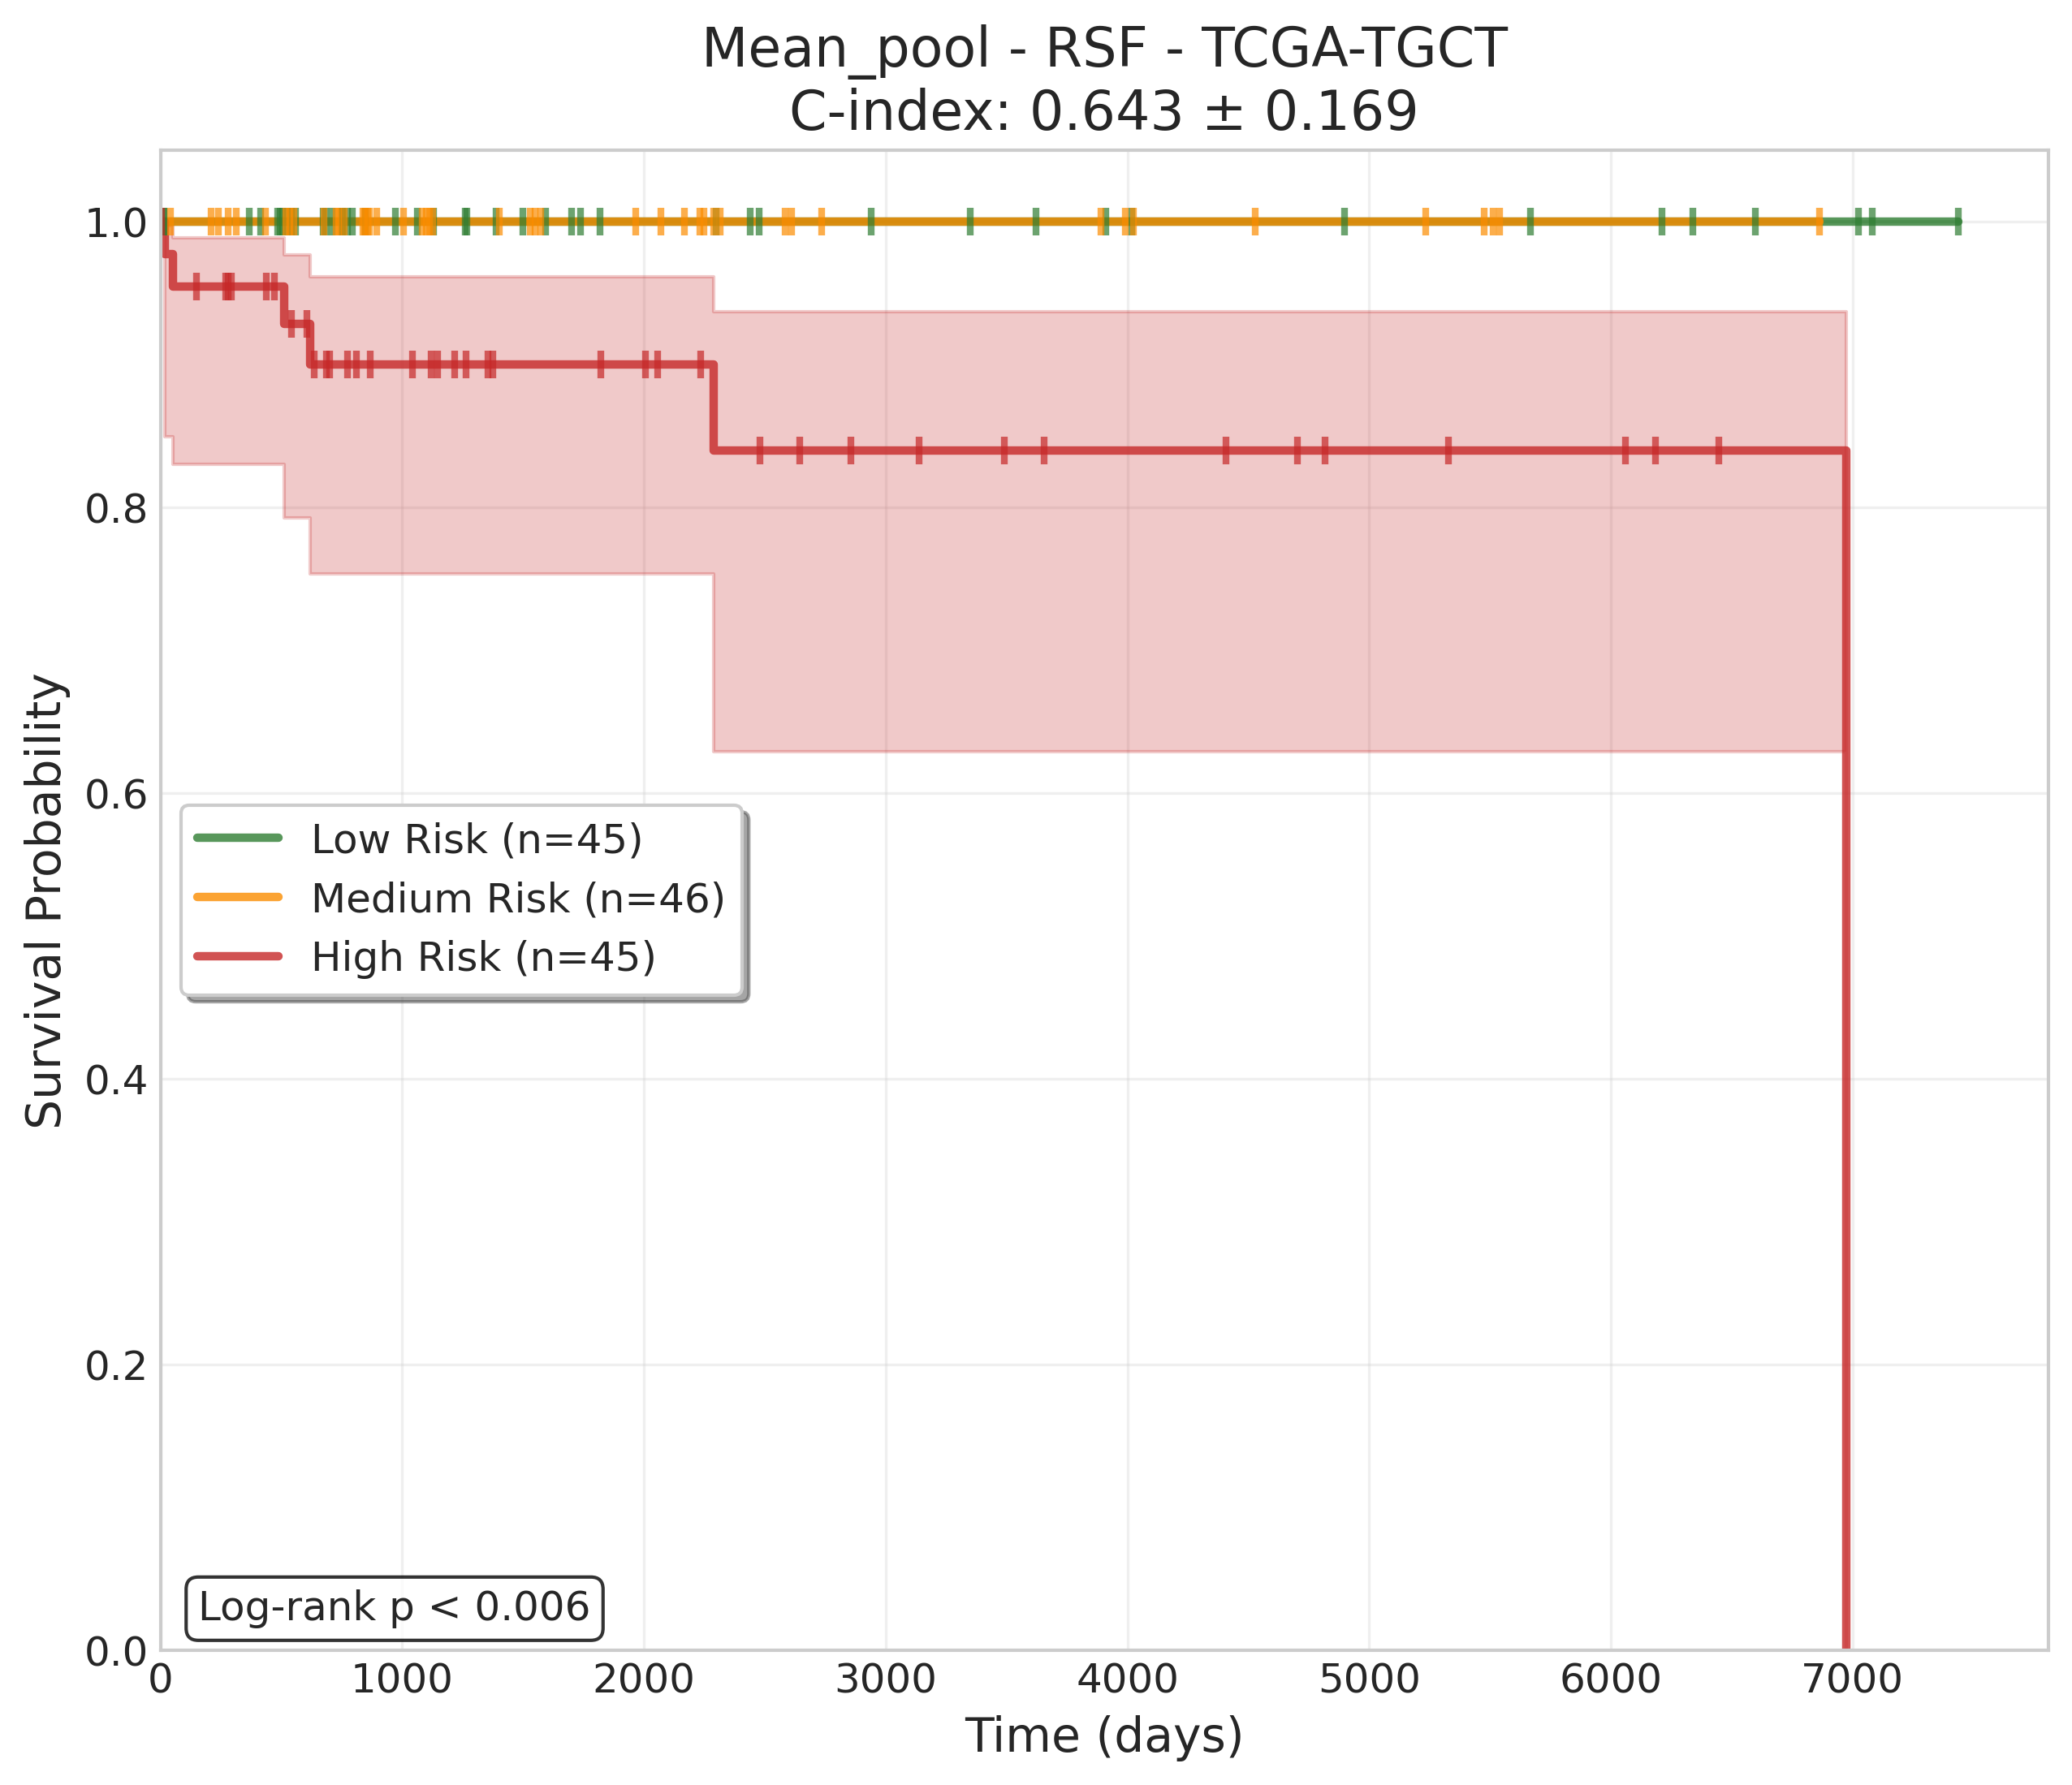 Mean_pool - RSF - TCGA-TGCT
C-index: 0.643 ± 0.169
Survival Probability
1.0
0.8
0.6
0.4
0.2
0.0
Low Risk (n=45)
Medium Risk (n=46)
High Risk (n=45)
Log-rank p < 0.006
0 1000 2000 3000 4000 5000 6000 7000
Time (days)